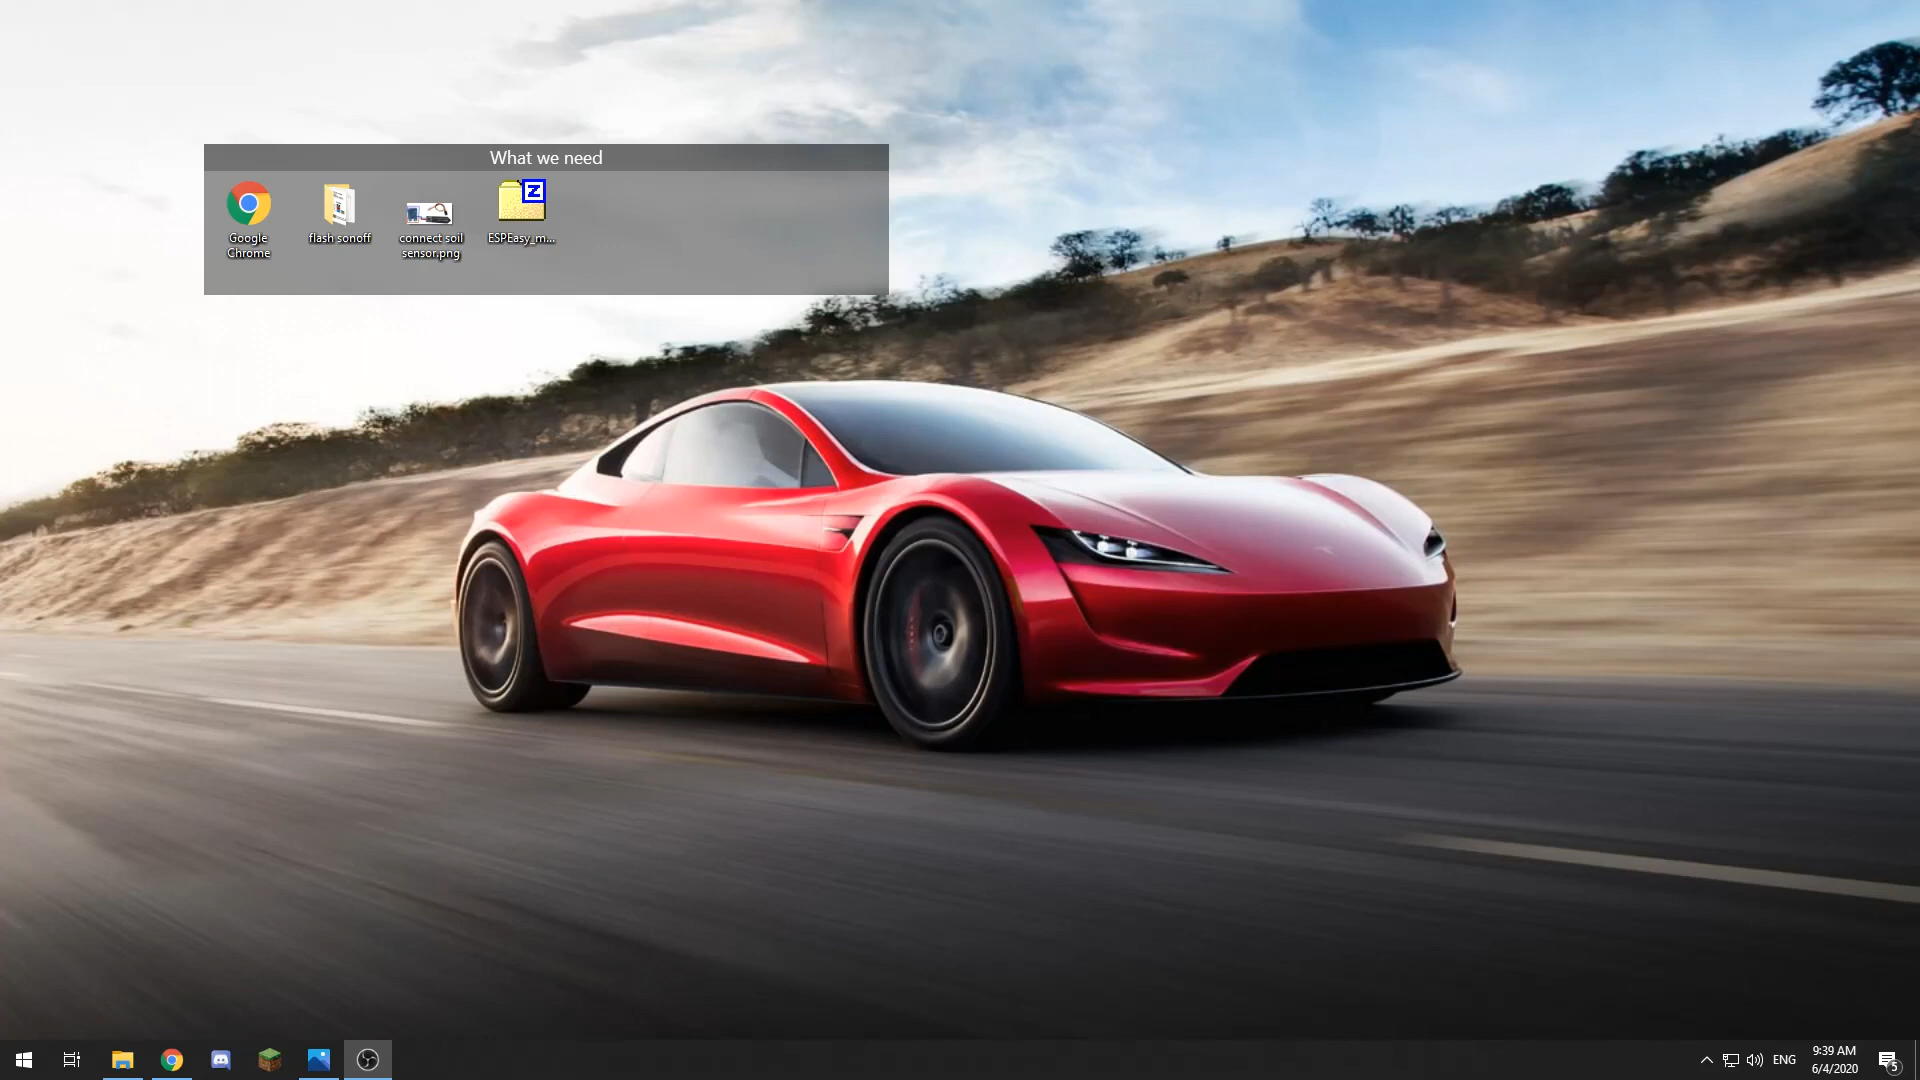 What we need
Google
Chrome
flash sonoff
connect soil
sensor.png
ESPEasy_m...
ENG
9:39 AM
6/4/2020
5